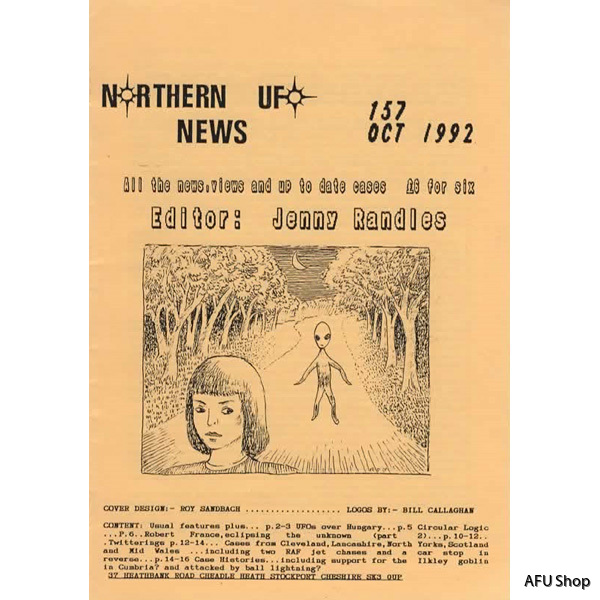 NORTHERN UFO
NEWS
157
OCT 1992
All the news,views and up to date cases £6 for six
Editor: Jenny Randles
COVER DESIGN:- ROY SANDBACH ................... LOGOS BY:- BILL CALLAGHAN
CONTENT: Usual features plus... p.2-3 UFOs over Hungary...p.5 Circular Logic
...P.6..Robert France,eclipsing the unknown (part 2)...p.10-12..
.Twitterings p.12-14... Cases from Cleveland,Lancashire,North Yorks,Scotland
and Mid Wales ...including two RAF jet chases and a car stop in
reverse...p.14-16 Case Histories...including support for the Ilkley goblin
in Cumbria? and attacked by ball lightning?
37 HEATHBANK ROAD CHEADLE HEATH STOCKPORT CHESHIRE SK3 0UP
AFU Shop